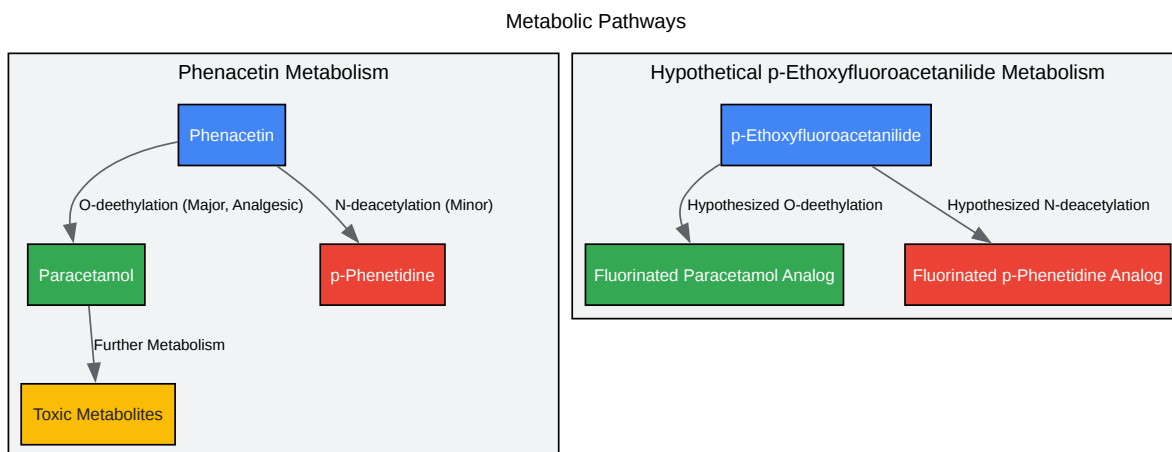 Metabolic Pathways
Phenacetin Metabolism
Phenacetin
O-deethylation (Major, Analgesic)
N-deacetylation (Minor)
Paracetamol
p-Phenetidine
Further Metabolism
Toxic Metabolites
Hypothetical p-Ethoxyfluoroacetanilide Metabolism
p-Ethoxyfluoroacetanilide
Hypothesized O-deethylation
Hypothesized N-deacetylation
Fluorinated Paracetamol Analog
Fluorinated p-Phenetidine Analog